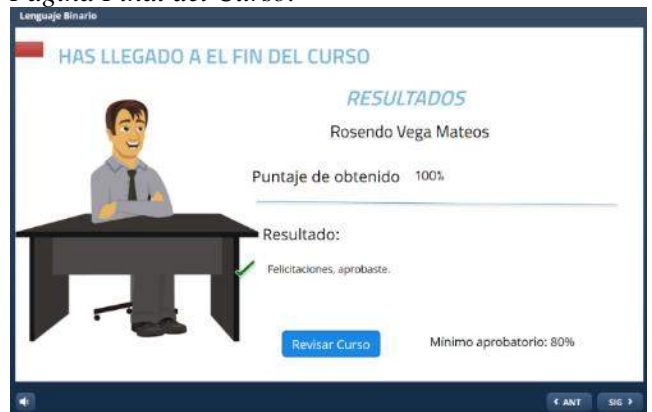 Página Final del Curso.
Lenguaje Binario
HAS LLEGADO A EL FIN DEL CURSO
RESULTADOS
Rosendo Vega Mateos
Puntaje de obtenido 100%
Resultado:
Felicitaciones, aprobaste.
Revisar Curso
Mínimo aprobatorio: 80%
ANT
SIG